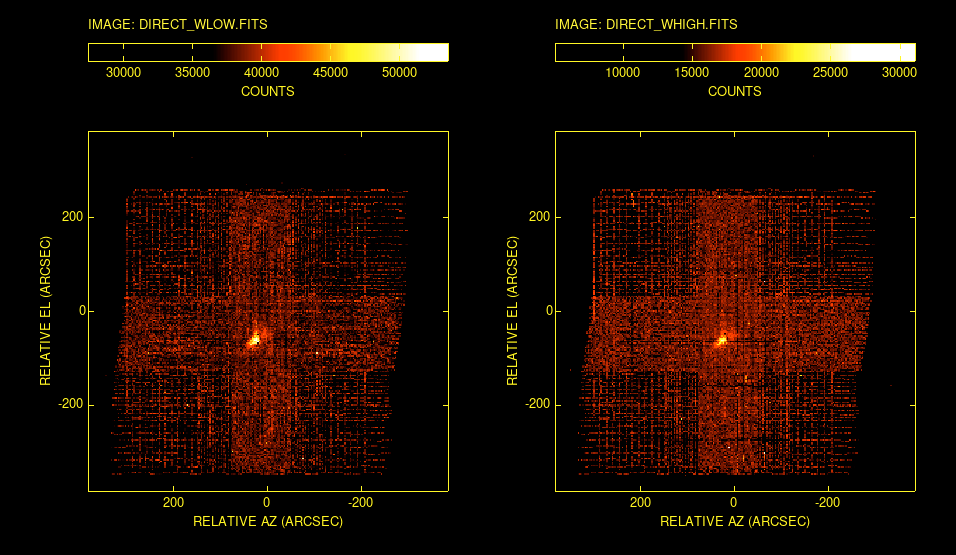 IMAGE: DIRECT_WLOW.FITS
30000 35000 40000 45000 50000
COUNTS
200
0
-200
RELATIVE EL (ARCSEC)
200 0 -200
RELATIVE AZ (ARCSEC)
IMAGE: DIRECT_WHIGH.FITS
10000 15000 20000 25000 30000
COUNTS
200
0
-200
RELATIVE EL (ARCSEC)
200 0 -200
RELATIVE AZ (ARCSEC)